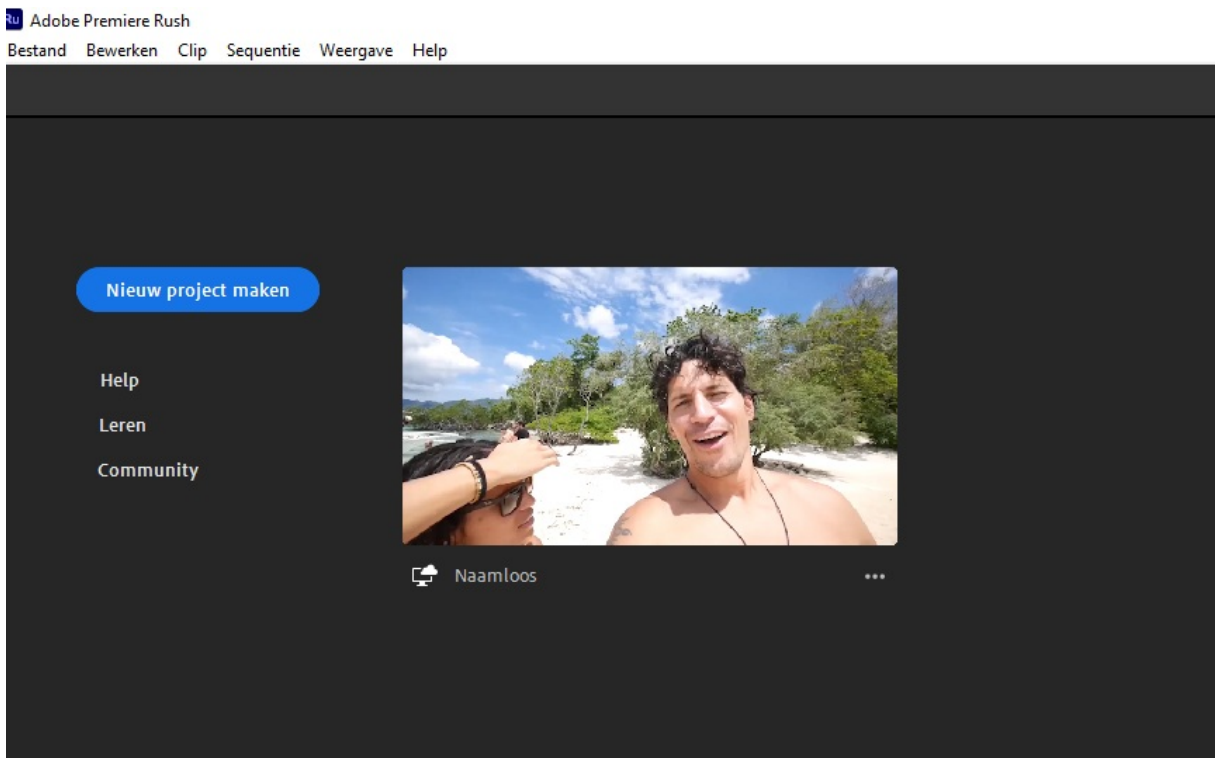 Ru Adobe Premiere Rush
Bestand Bewerken Clip Sequentie Weergave Help
Nieuw project maken
Help
Leren
Community
Naamloos